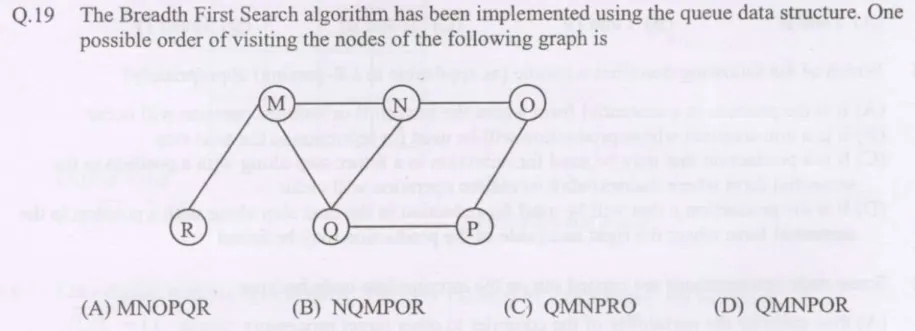 Q.19 The Breadth First Search algorithm has been implemented using the queue data structure. One
possible order of visiting the nodes of the following graph is
M N O
R Q P
(A) MNOPQR (B) NQMPOR (C) QMNPRO (D) QMNPOR